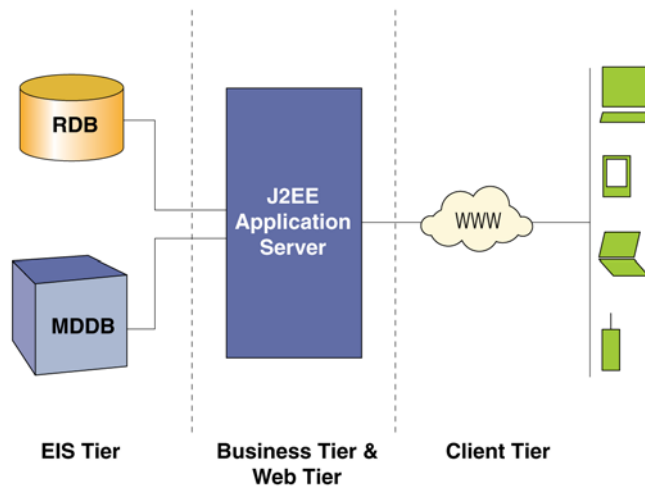 RDB
MDDB
J2EE
Application
Server
WWW
EIS Tier
Business Tier &
Web Tier
Client Tier